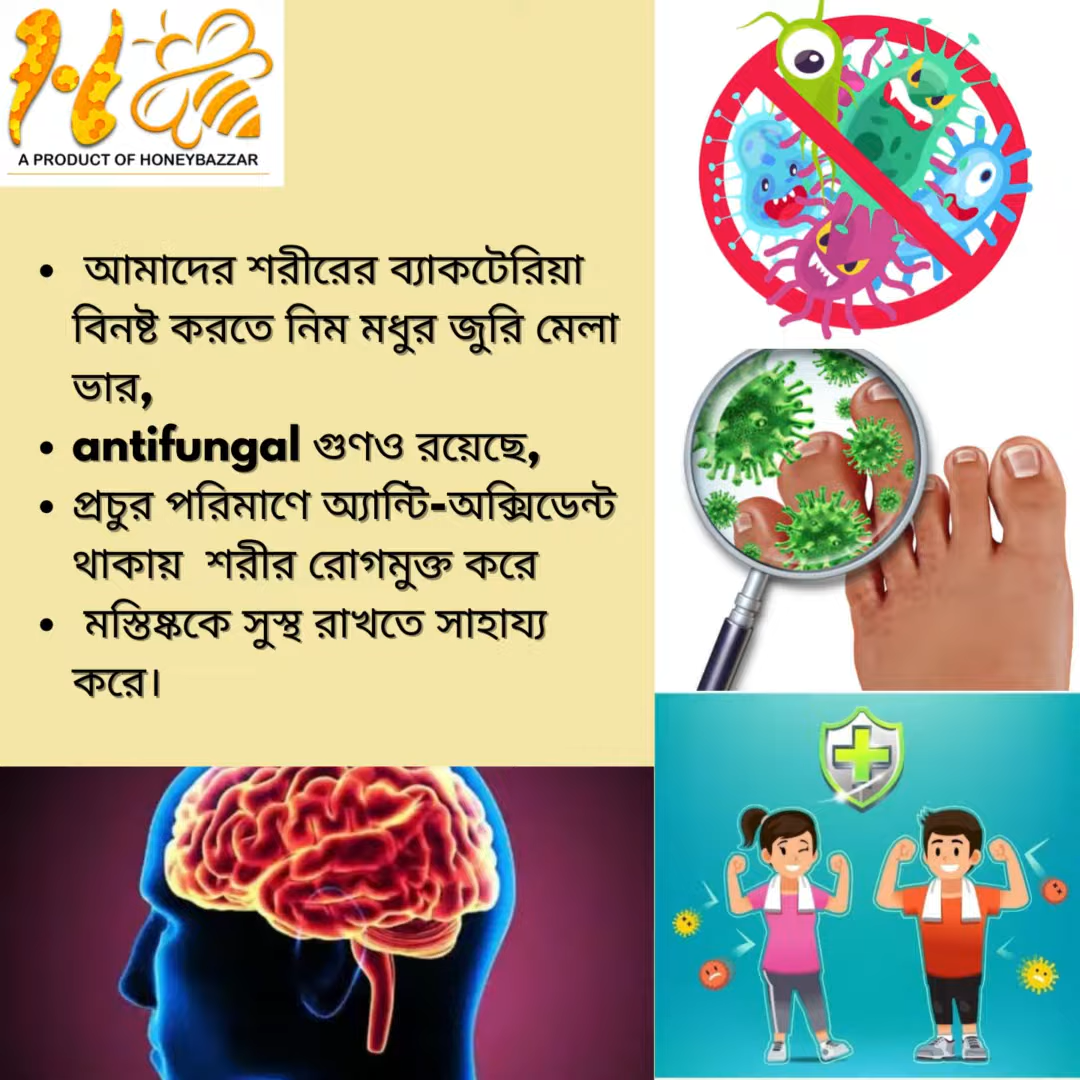 A PRODUCT OF HONEYBAZZAR
• আমাদের শরীরের ব্যাকটেরিয়া
বিনষ্ট করতে নিম মধুর জুরি মেলা
ভার,
• antifungal গুণও রয়েছে,
• প্রচুর পরিমাণে অ্যান্টি-অক্সিডেন্ট
থাকায় শরীর রোগমুক্ত করে
• মস্তিষ্ককে সুস্থ রাখতে সাহায্য
করে।